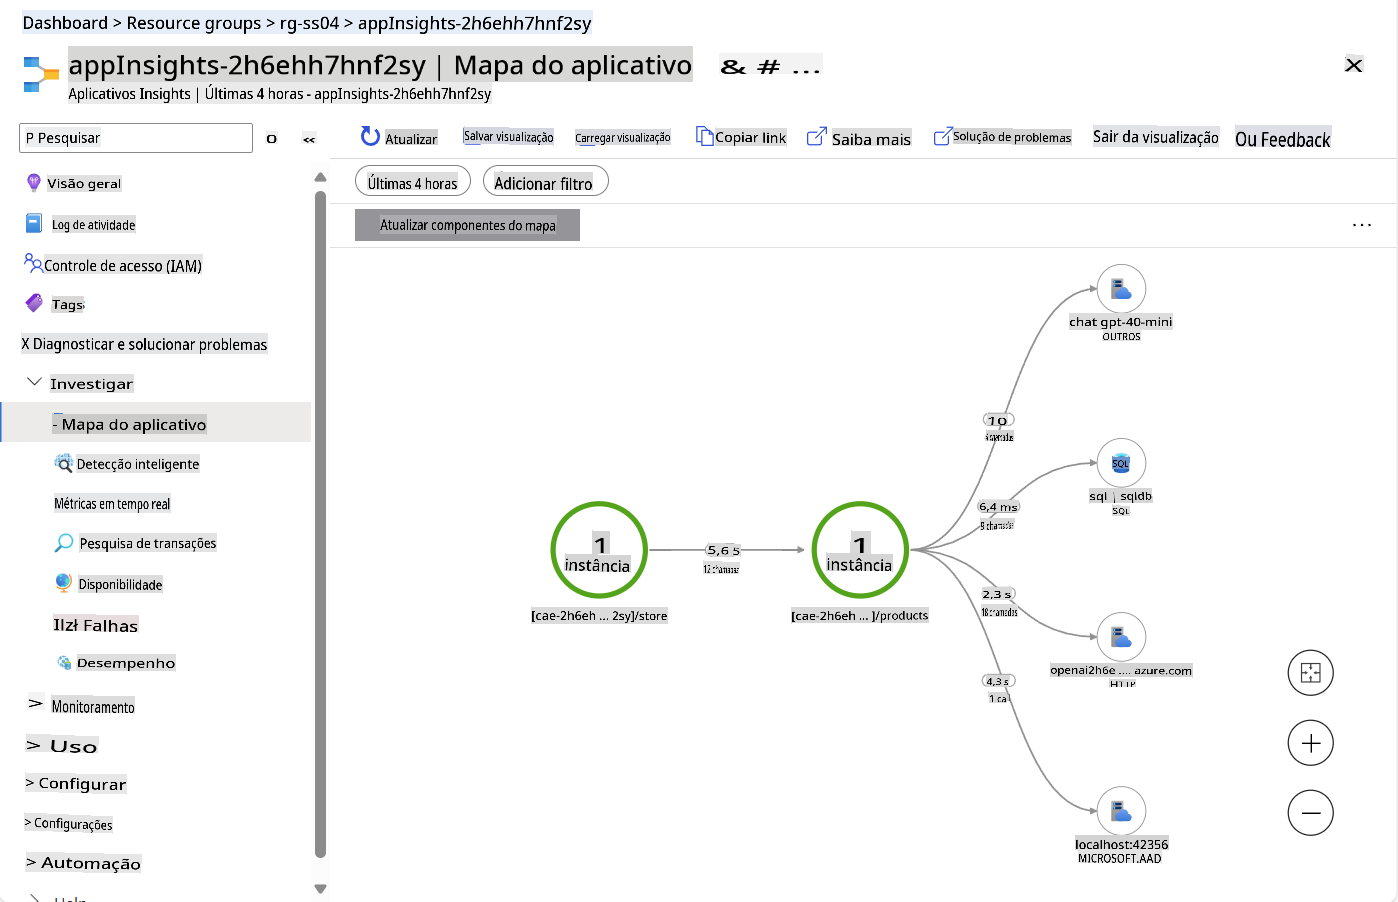 Dashboard > Resource groups > rg-ss04 > appInsights-2h6ehh7hnf2sy
appInsights-2h6ehh7hnf2sy | Mapa do aplicativo & # ...
Aplicativos Insights | Últimas 4 horas - appInsights-2h6ehh7hnf2sy
P Pesquisar
O
<<
Atualizar
Salvar visualização
Carregar visualização
Copiar link
Saiba mais
Solução de problemas
Sair da visualização
Ou Feedback
Últimas 4 horas
Adicionar filtro
Atualizar componentes do mapa
...
Visão geral
Log de atividade
Controle de acesso (IAM)
Tags
X Diagnosticar e solucionar problemas
Investigar
- Mapa do aplicativo
Detecção inteligente
Métricas em tempo real
Pesquisa de transações
Disponibilidade
Ilzł Falhas
Desempenho
> Monitoramento
> Uso
> Configurar
> Configurações
> Automação
1
instância
[cae-2h6eh ... 2sy]/store
5,6 s
12 chamadas
1
instância
[cae-2h6eh ... ]/products
10
6,4 ms
9 chamadas
2,3 s
18 chamadas
4,3 s
1 ca
chat gpt-40-mini
OUTROS
SQL
sql | sqldb
SQL
openai2h6e .... azure.com
HTTP
localhost:42356
MICROSOFT.AAD